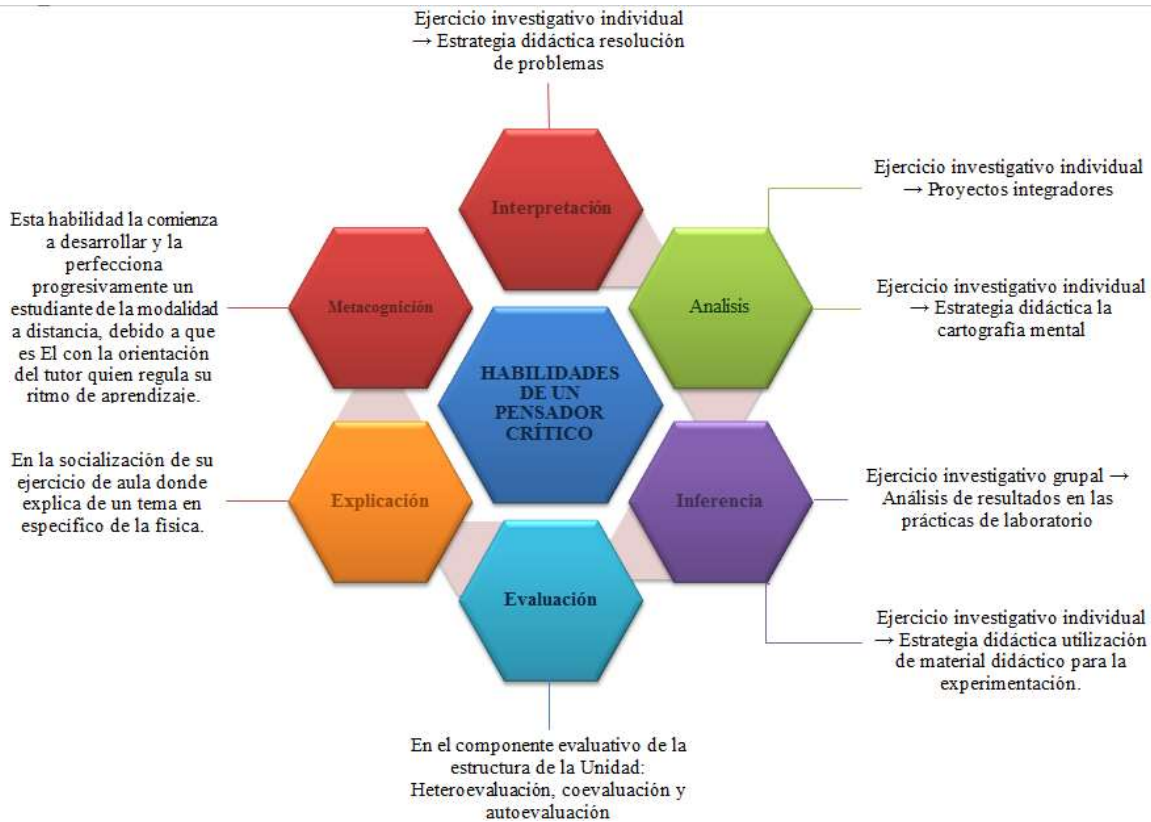 Ejercicio investigativo individual
→ Estrategia didáctica resolución
de problemas
Interpretación
Ejercicio investigativo individual
→ Proyectos integradores
Analisis
Ejercicio investigativo individual
→ Estrategia didáctica la
cartografía mental
Esta habilidad la comienza
a desarrollar y la
perfecciona
progresivamente un
estudiante de la modalidad
a distancia, debido a que
es El con la orientación
del tutor quien regula su
ritmo de aprendizaje.
Metacognición
HABILIDADES
DE UN
PENSADOR
CRÍTICO
En la socialización de su
ejercicio de aula donde
explica de un tema en
especifico de la física.
Explicación
Inferencia
Ejercicio investigativo grupal →
Análisis de resultados en las
prácticas de laboratorio
Evaluación
Ejercicio investigativo individual
→ Estrategia didáctica utilización
de material didáctico para la
experimentación.
En el componente evaluativo de la
estructura de la Unidad:
Heteroevaluación, coevaluación y
autoevaluación